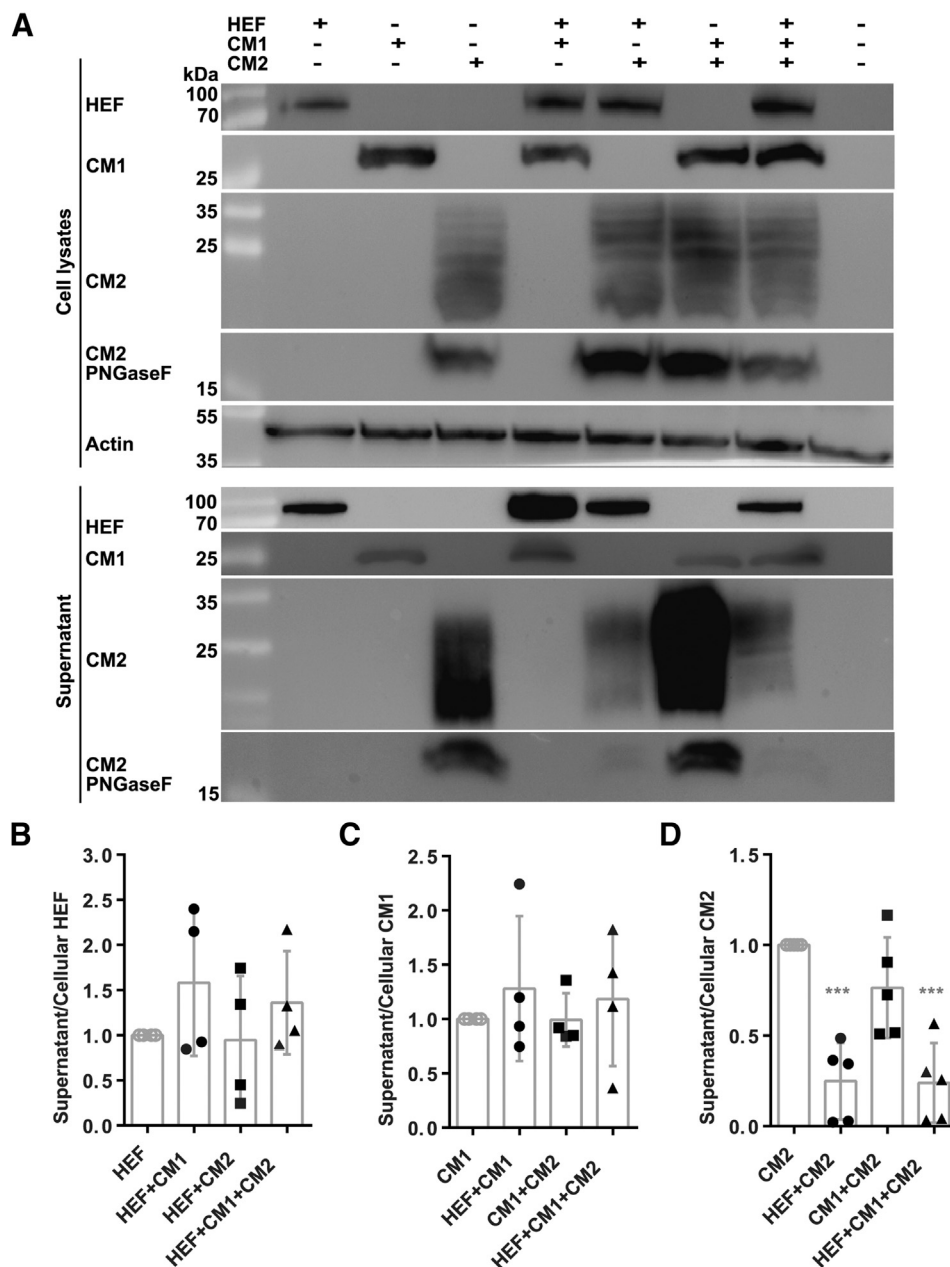 A
HEF + - - + + - + -
CM1 - + - + - + + -
CM2 - - + - + + + -
kDa
Cell lysates
HEF 100
70
CM1
25
35
25
CM2
CM2
PNGaseF
15
55
Actin
35
Supernatant
100
HEF 70
CM1 25
35
25
CM2
CM2
PNGaseF
15
B
Supernatant/Cellular HEF
3.0
2.5
2.0
1.5
1.0
0.5
0.0
HEF
HEF+CM1
HEF+CM2
HEF+CM1+CM2
C
Supernatant/Cellular CM1
2.5
2.0
1.5
1.0
0.5
0.0
CM1
HEF+CM1
CM1+CM2
HEF+CM1+CM2
D
Supernatant/Cellular CM2
1.5
1.0
0.5
0.0
*** ***
CM2
HEF+CM2
CM1+CM2
HEF+CM1+CM2